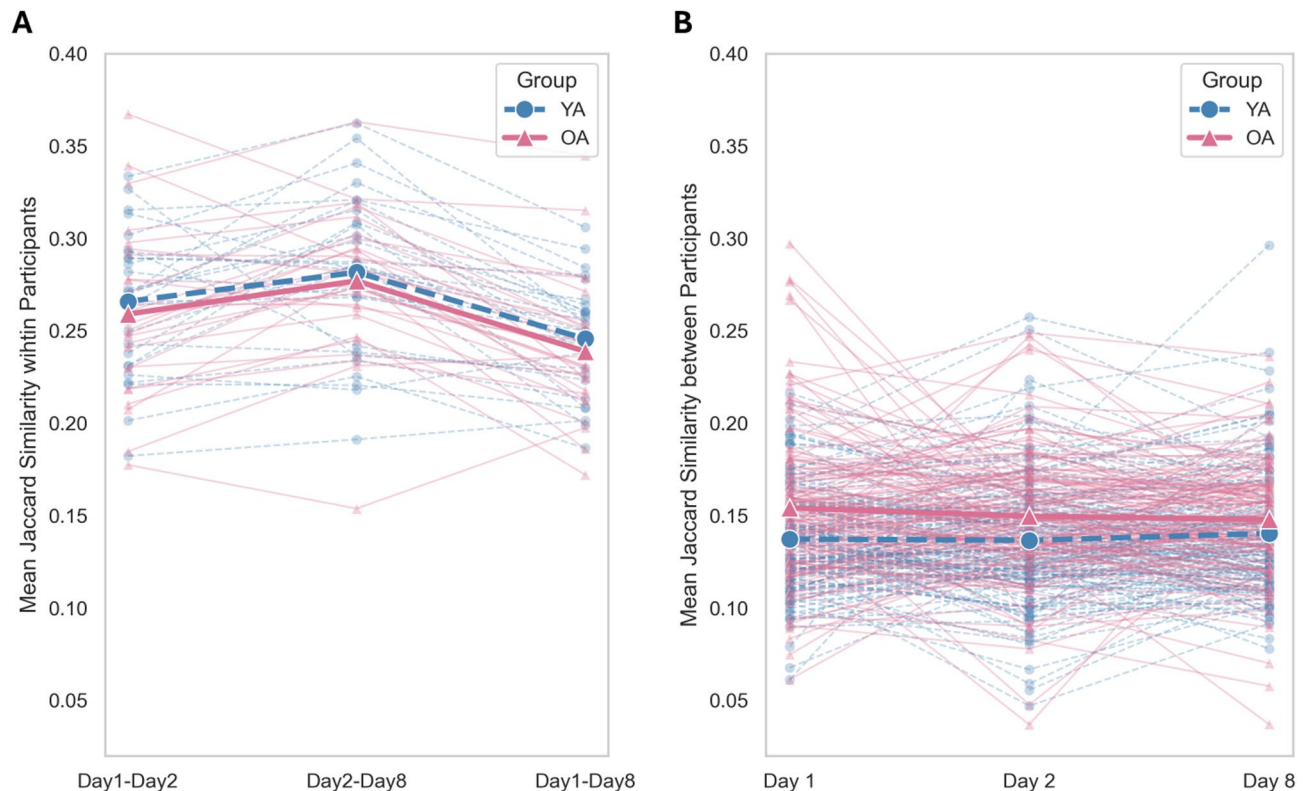 A
Mean Jaccard Similarity wihtin Participants
0.40
0.35
0.30
0.25
0.20
0.15
0.10
0.05
Group
YA
OA
Day1-Day2
Day2-Day8
Day1-Day8
B
Mean Jaccard Similarity between Participants
0.40
0.35
0.30
0.25
0.20
0.15
0.10
0.05
Group
YA
OA
Day 1
Day 2
Day 8